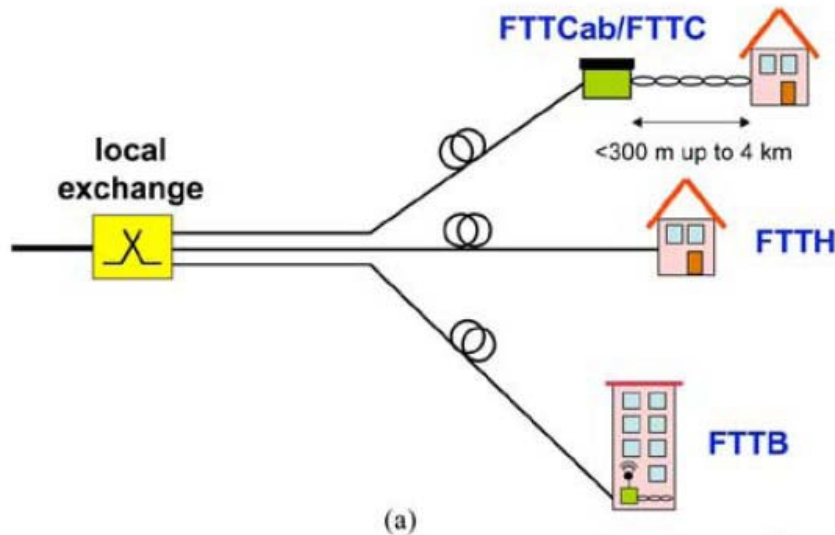 FTTCab/FTTC
<300 m up to 4 km
local
exchange
FTTH
FTTB
(a)